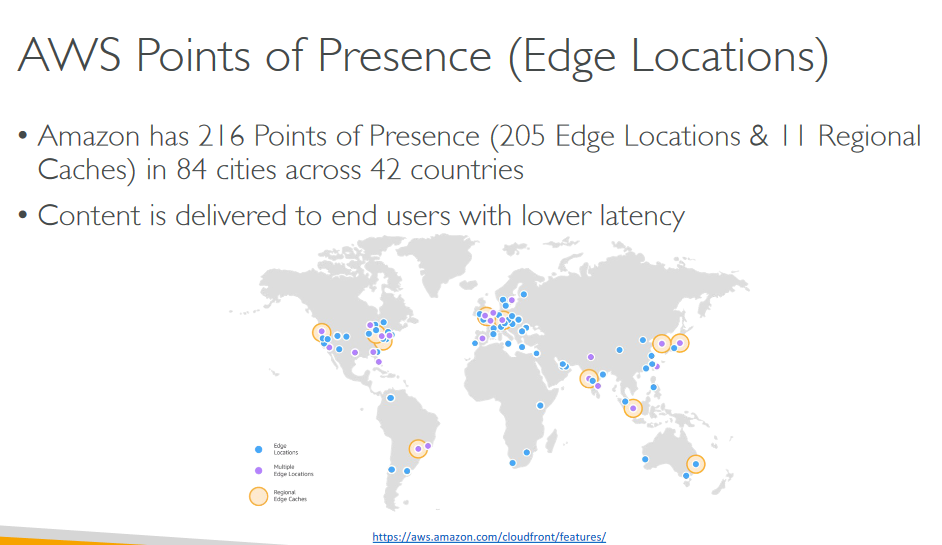 AWS Points of Presence (Edge Locations)
• Amazon has 216 Points of Presence (205 Edge Locations & 11 Regional
Caches) in 84 cities across 42 countries
• Content is delivered to end users with lower latency
Edge
Locations
Multiple
Edge Locations
Regional
Edge Caches
https://aws.amazon.com/cloudfront/features/